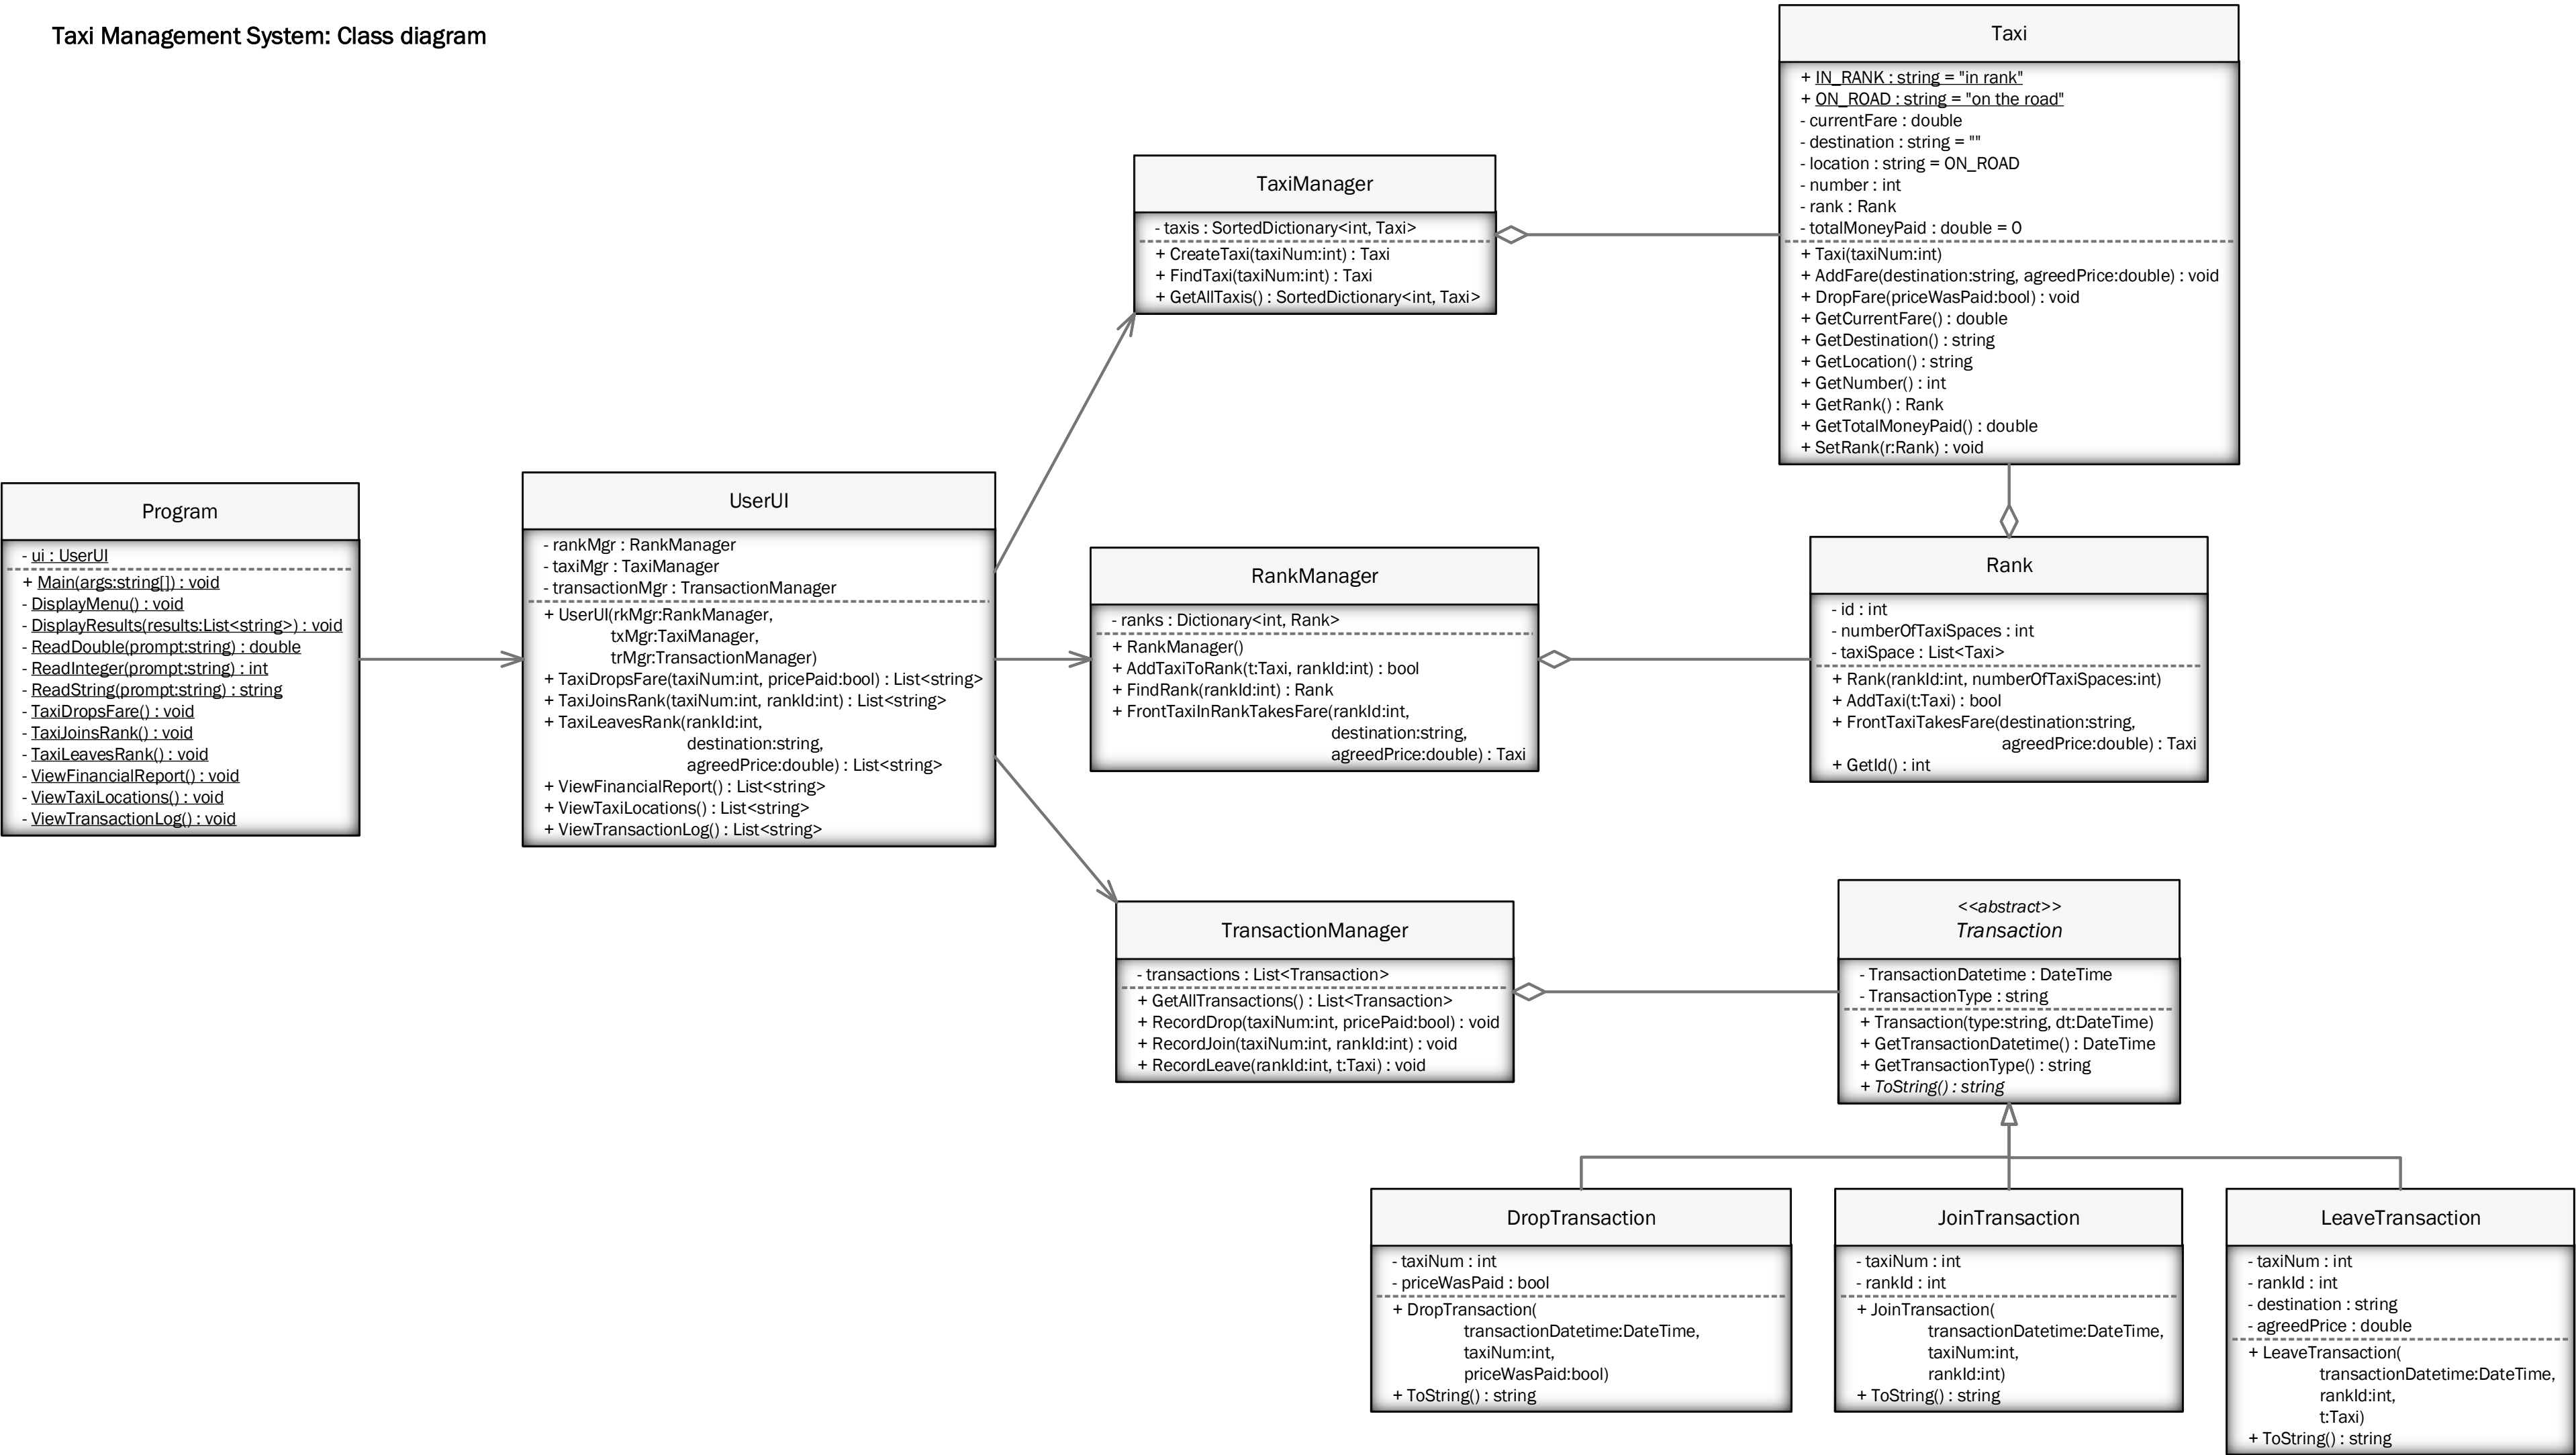 Taxi Management System: Class diagram
Taxi
+ IN_RANK : string = "in rank"
+ ON_ROAD : string = "on the road"
- currentFare : double
- destination : string = ""
- location : string = ON_ROAD
- number : int
- rank : Rank
- totalMoneyPaid : double = 0
+ Taxi(taxiNum:int)
+ AddFare(destination:string, agreedPrice:double) : void
+ DropFare(priceWasPaid:bool) : void
+ GetCurrentFare() : double
+ GetDestination() : string
+ GetLocation() : string
+ GetNumber() : int
+ GetRank() : Rank
+ GetTotalMoneyPaid() : double
+ SetRank(r:Rank) : void
TaxiManager
- taxis : SortedDictionary<int, Taxi>
+ CreateTaxi(taxiNum:int) : Taxi
+ FindTaxi(taxiNum:int) : Taxi
+ GetAllTaxis() : SortedDictionary<int, Taxi>
Program
- ui : UserUI
+ Main(args:string[]) : void
- DisplayMenu() : void
- DisplayResults(results:List<string>) : void
- ReadDouble(prompt:string) : double
- ReadInteger(prompt:string) : int
- ReadString(prompt:string) : string
- TaxiDropsFare() : void
- TaxiJoinsRank() : void
- TaxiLeavesRank() : void
- ViewFinancialReport() : void
- ViewTaxiLocations() : void
- ViewTransactionLog() : void
UserUI
- rankMgr : RankManager
- taxiMgr : TaxiManager
- transactionMgr : TransactionManager
+ UserUI(rkMgr:RankManager,
txMgr:TaxiManager,
trMgr:TransactionManager)
+ TaxiDropsFare(taxiNum:int, pricePaid:bool) : List<string>
+ TaxiJoinsRank(taxiNum:int, rankId:int) : List<string>
+ TaxiLeavesRank(rankId:int,
destination:string,
agreedPrice:double) : List<string>
+ ViewFinancialReport() : List<string>
+ ViewTaxiLocations() : List<string>
+ ViewTransactionLog() : List<string>
RankManager
- ranks : Dictionary<int, Rank>
+ RankManager()
+ AddTaxiToRank(t:Taxi, rankId:int) : bool
+ FindRank(rankId:int) : Rank
+ FrontTaxiInRankTakesFare(rankId:int,
destination:string,
agreedPrice:double) : Taxi
Rank
- id : int
- numberOfTaxiSpaces : int
- taxiSpace : List<Taxi>
+ Rank(rankId:int, numberOfTaxiSpaces:int)
+ AddTaxi(t:Taxi) : bool
+ FrontTaxiTakesFare(destination:string,
agreedPrice:double) : Taxi
+ GetId() : int
TransactionManager
- transactions : List<Transaction>
+ GetAllTransactions() : List<Transaction>
+ RecordDrop(taxiNum:int, pricePaid:bool) : void
+ RecordJoin(taxiNum:int, rankId:int) : void
+ RecordLeave(rankId:int, t:Taxi) : void
<<abstract>>
Transaction
- TransactionDatetime : DateTime
- TransactionType : string
+ Transaction(type:string, dt:DateTime)
+ GetTransactionDatetime() : DateTime
+ GetTransactionType() : string
+ ToString() : string
DropTransaction
- taxiNum : int
- priceWasPaid : bool
+ DropTransaction(
transactionDatetime:DateTime,
taxiNum:int,
priceWasPaid:bool)
+ ToString() : string
JoinTransaction
- taxiNum : int
- rankId : int
+ JoinTransaction(
transactionDatetime:DateTime,
taxiNum:int,
rankId:int)
+ ToString() : string
LeaveTransaction
- taxiNum : int
- rankId : int
- destination : string
- agreedPrice : double
+ LeaveTransaction(
transactionDatetime:DateTime,
rankId:int,
t:Taxi)
+ ToString() : string